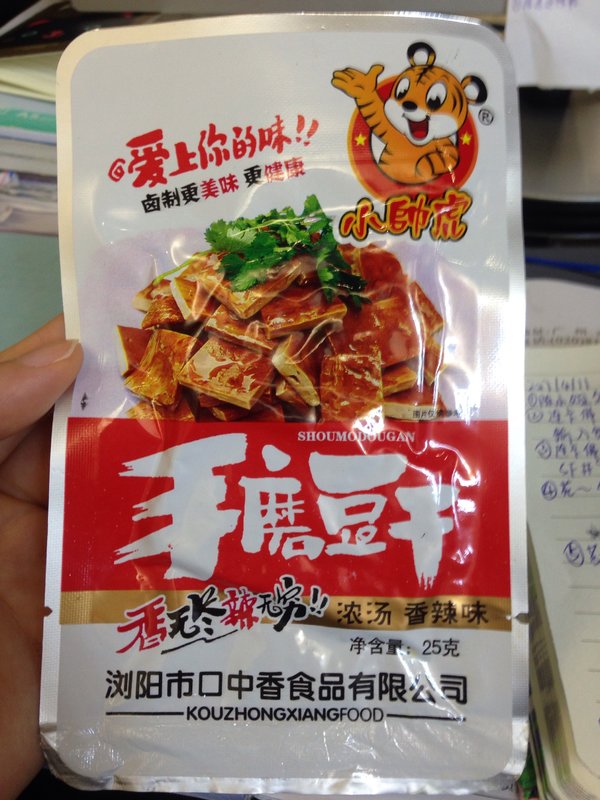 @爱上你的味!!
卤制更美味 更健康
®
小帅虎
SHOUMODOUGAN
手磨豆干
香无尽 辣无穷!!
浓汤 香辣味
净含量：25克
浏阳市口中香食品有限公司
KOUZHONGXIANGFOOD